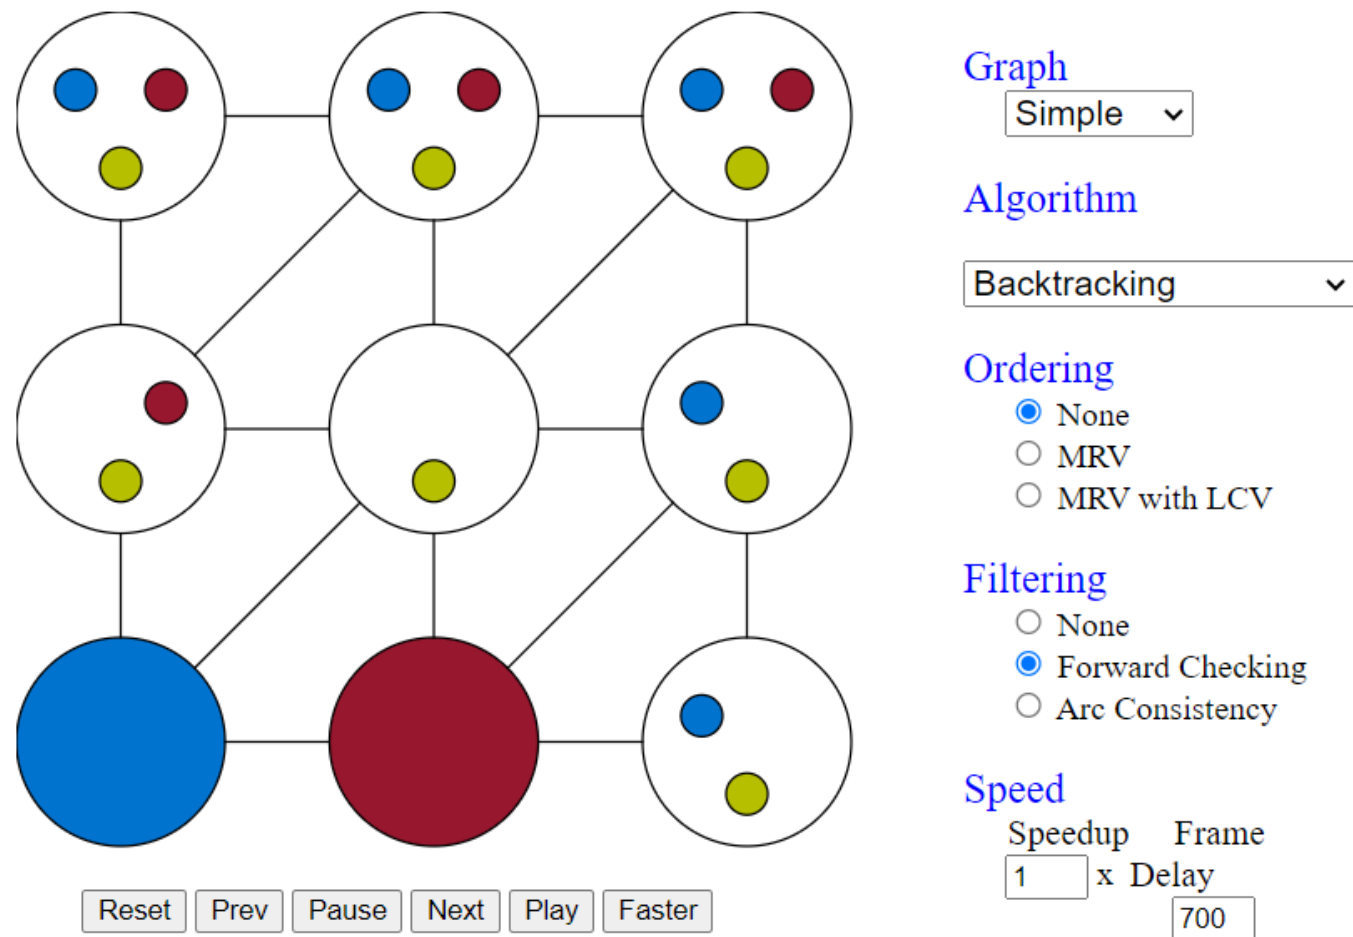 Graph
Simple
Algorithm
Backtracking
Ordering
None
MRV
MRV with LCV
Filtering
None
Forward Checking
Arc Consistency
Speed
Speedup Frame
1 x Delay
700
Reset Prev Pause Next Play Faster